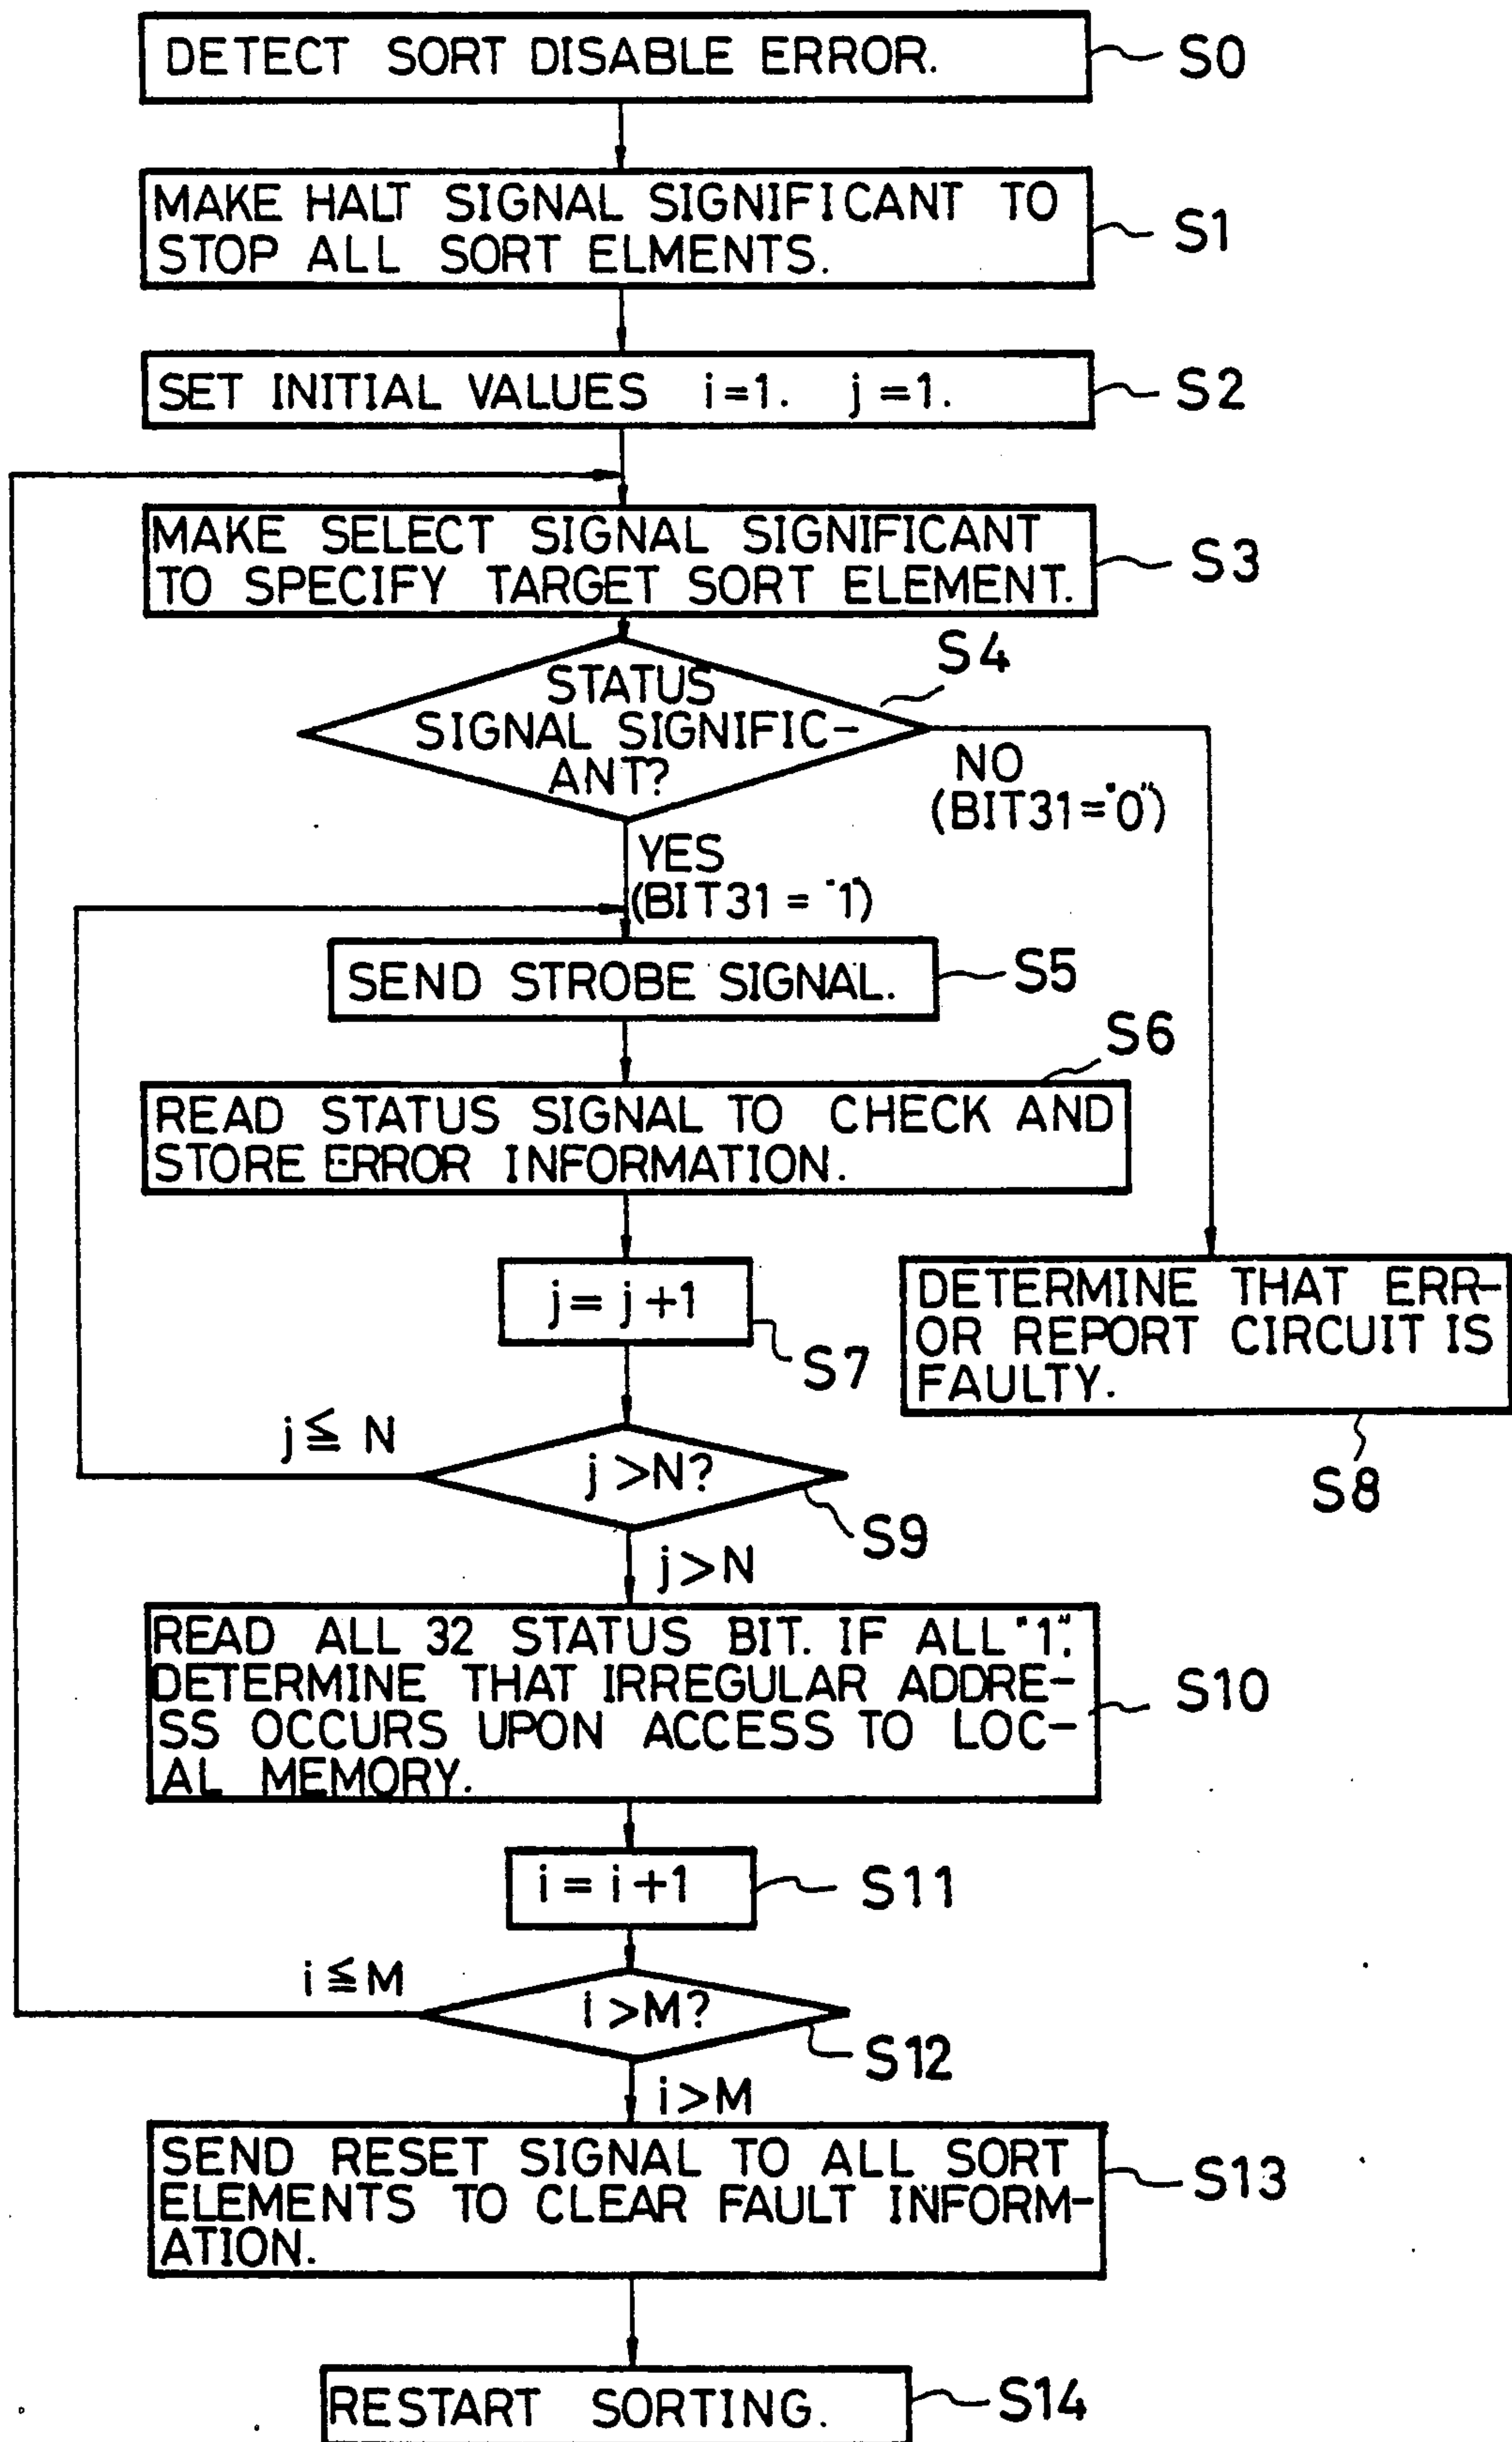 DETECT SORT DISABLE ERROR.
S0
MAKE HALT SIGNAL SIGNIFICANT TO
STOP ALL SORT ELMENTS.
S1
SET INITIAL VALUES i=1. j=1.
S2
MAKE SELECT SIGNAL SIGNIFICANT
TO SPECIFY TARGET SORT ELEMENT.
S3
S4
STATUS
SIGNAL SIGNIFIC-
ANT?
NO
(BIT31="0")
YES
(BIT31="1")
SEND STROBE SIGNAL.
S5
S6
READ STATUS SIGNAL TO CHECK AND
STORE ERROR INFORMATION.
j=j+1
S7
DETERMINE THAT ERR-
OR REPORT CIRCUIT IS
FAULTY.
S8
j≦N
j>N?
S9
j>N
READ ALL 32 STATUS BIT. IF ALL "1",
DETERMINE THAT IRREGULAR ADDRE-
SS OCCURS UPON ACCESS TO LOC-
AL MEMORY.
S10
i=i+1
S11
i≦M
i>M?
S12
i>M
SEND RESET SIGNAL TO ALL SORT
ELEMENTS TO CLEAR FAULT INFORM-
ATION.
S13
RESTART SORTING.
S14